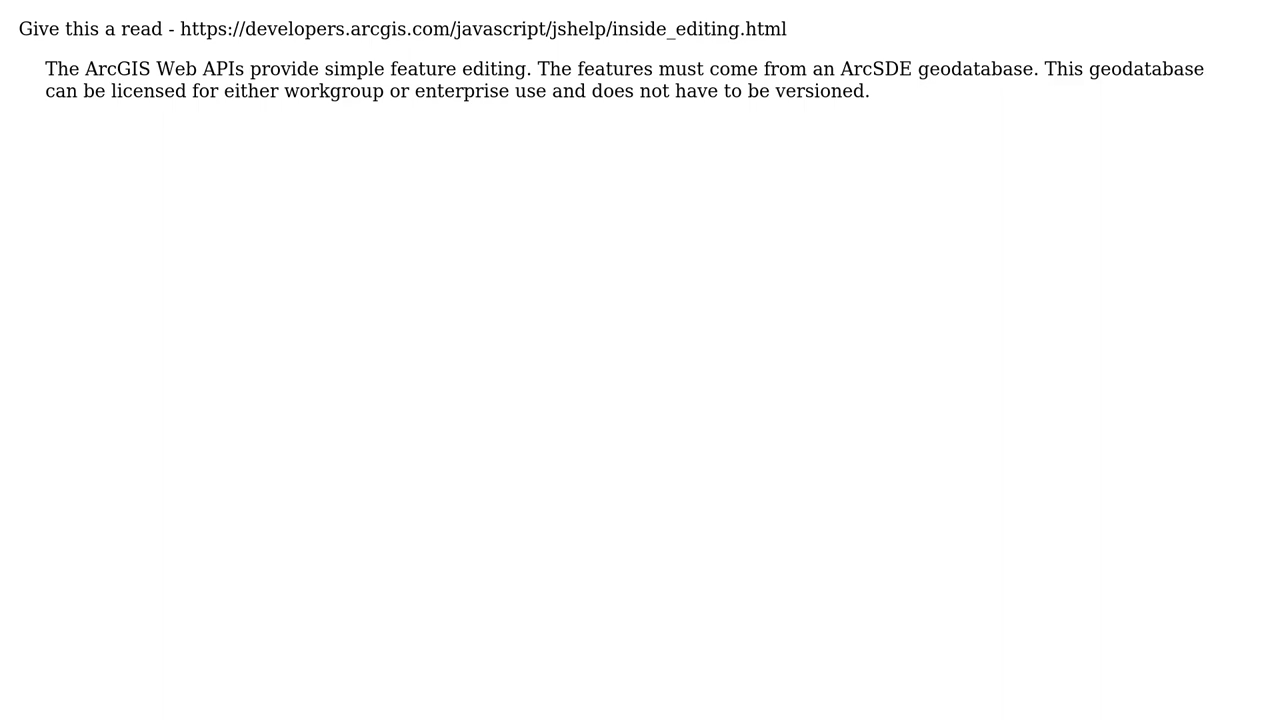 Give this a read - https://developers.arcgis.com/javascript/jshelp/inside_editing.html
The ArcGIS Web APIs provide simple feature editing. The features must come from an ArcSDE geodatabase. This geodatabase
can be licensed for either workgroup or enterprise use and does not have to be versioned.